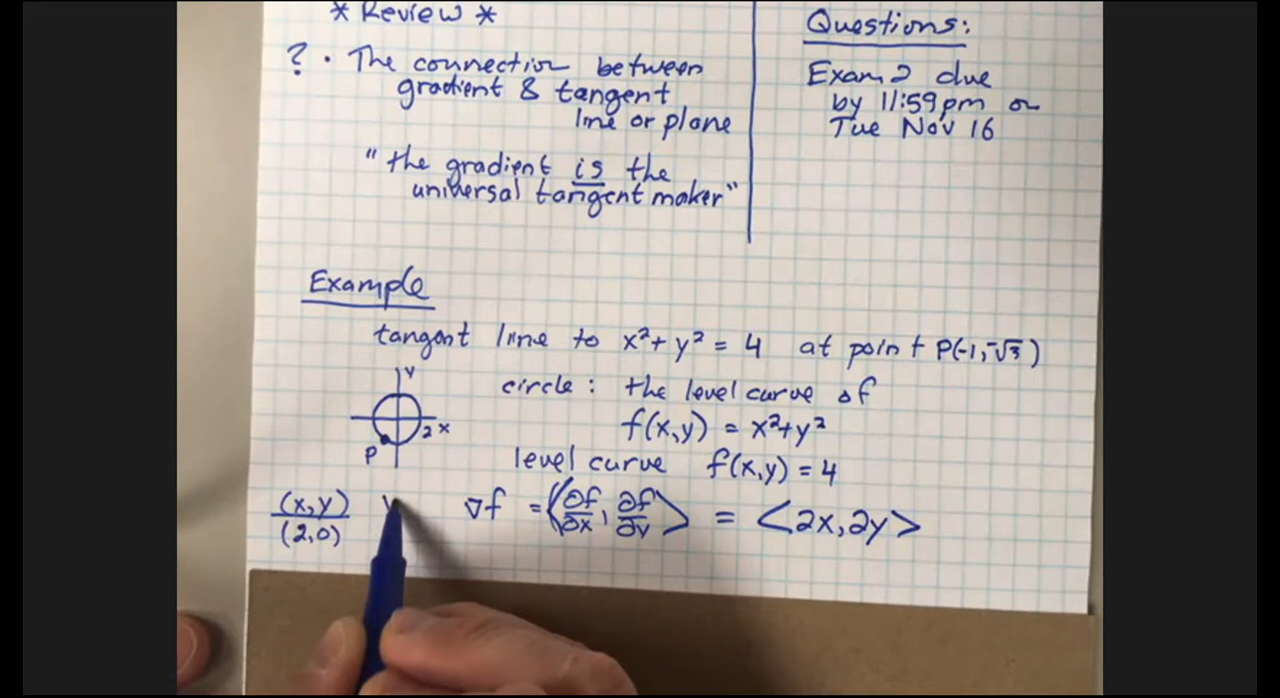 * Review *
? · The connection between
gradient & tangent
line or plane
"the gradient is the
universal tangent maker"
Questions:
Exam 2 due
by 11:59pm on
Tue Nov 16
Example
tangent line to x²+y² = 4 at point P(-1,-√3)
y
2 x
P
circle: the level curve of
f(x,y) = x²+y²
level curve f(x,y) = 4
(x,y)
(2,0)
∇f = <∂f/∂x, ∂f/∂y> = <2x, 2y>